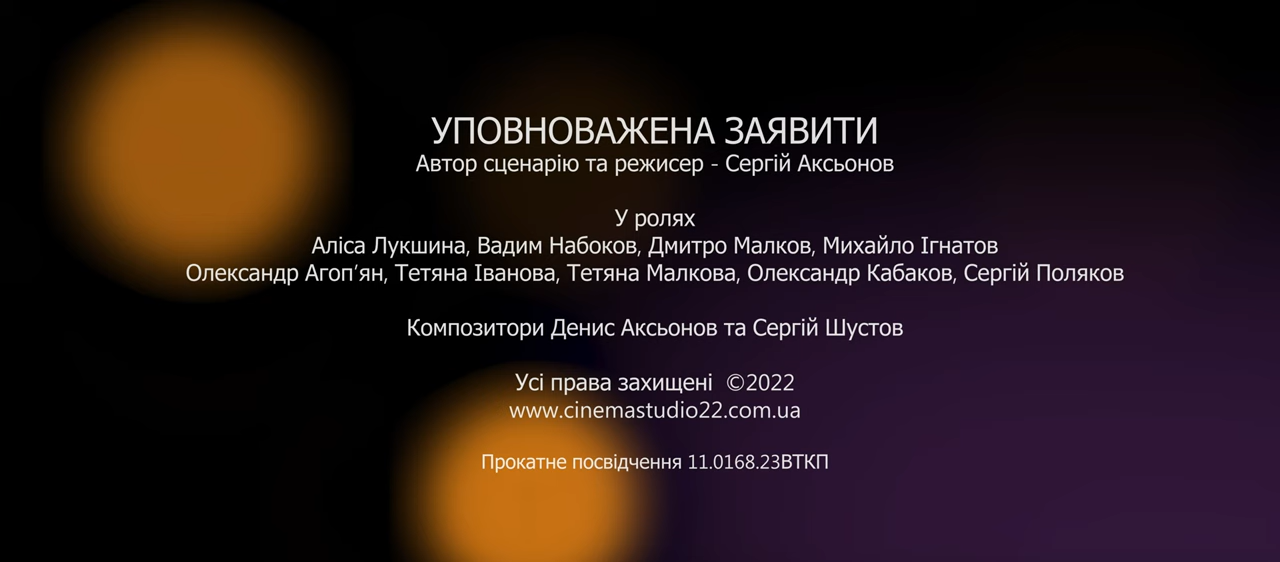 УПОВНОВАЖЕНА ЗАЯВИТИ
Автор сценарію та режисер - Сергій Аксьонов
У ролях
Аліса Лукшина, Вадим Набоков, Дмитро Малков, Михайло Ігнатов
Олександр Агоп'ян, Тетяна Іванова, Тетяна Малкова, Олександр Кабаков, Сергій Поляков
Композитори Денис Аксьонов та Сергій Шустов
Усі права захищені ©2022
www.cinemastudio22.com.ua
Прокатне посвідчення 11.0168.23ВТКП